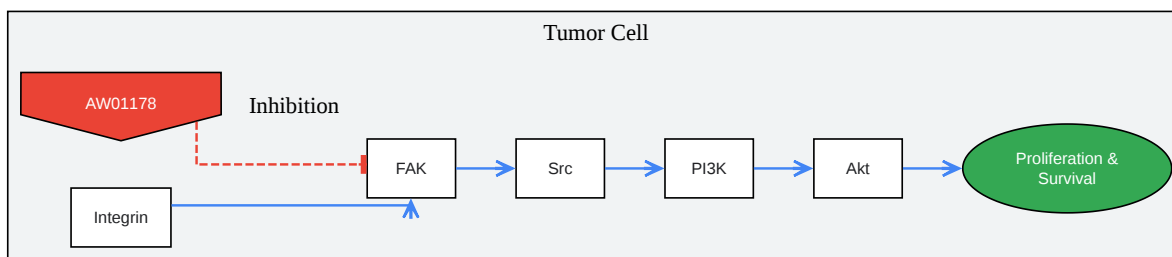 Tumor Cell
AW01178
Inhibition
FAK
Src
PI3K
Akt
Proliferation &
Survival
Integrin